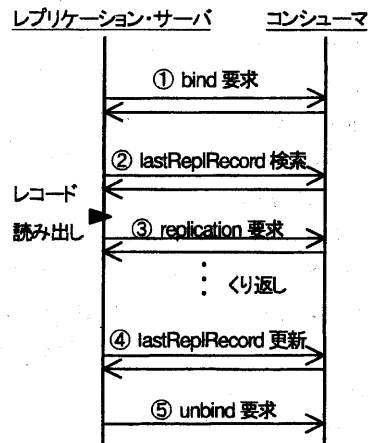 レプリケーション・サーバ コンシューマ
① bind 要求
② lastReplRecord 検索
レコード
読み出し
③ replication 要求
くり返し
④ lastReplRecord 更新
⑤ unbind 要求